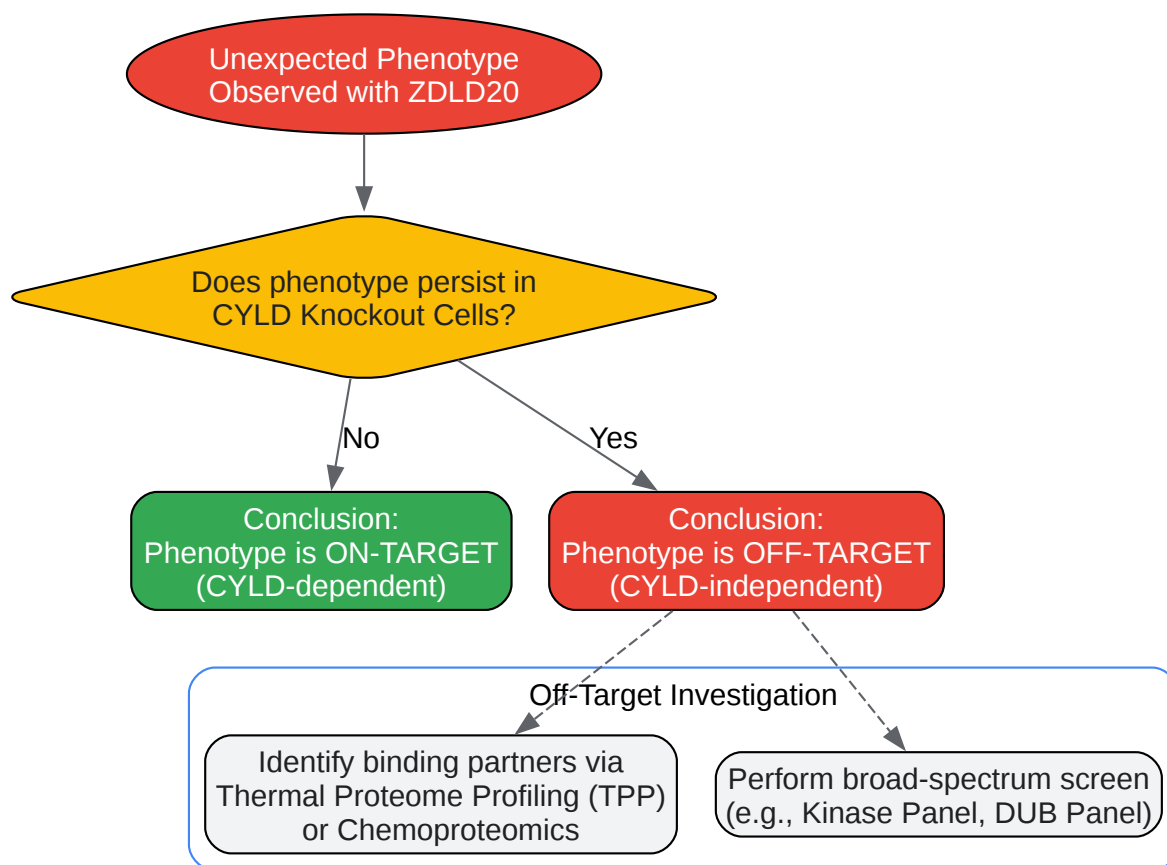 Unexpected Phenotype
Observed with ZDLD20
Does phenotype persist in
CYLD Knockout Cells?
No
Yes
Conclusion:
Phenotype is ON-TARGET
(CYLD-dependent)
Conclusion:
Phenotype is OFF-TARGET
(CYLD-independent)
Off-Target Investigation
Identify binding partners via
Thermal Proteome Profiling (TPP)
or Chemoproteomics
Perform broad-spectrum screen
(e.g., Kinase Panel, DUB Panel)